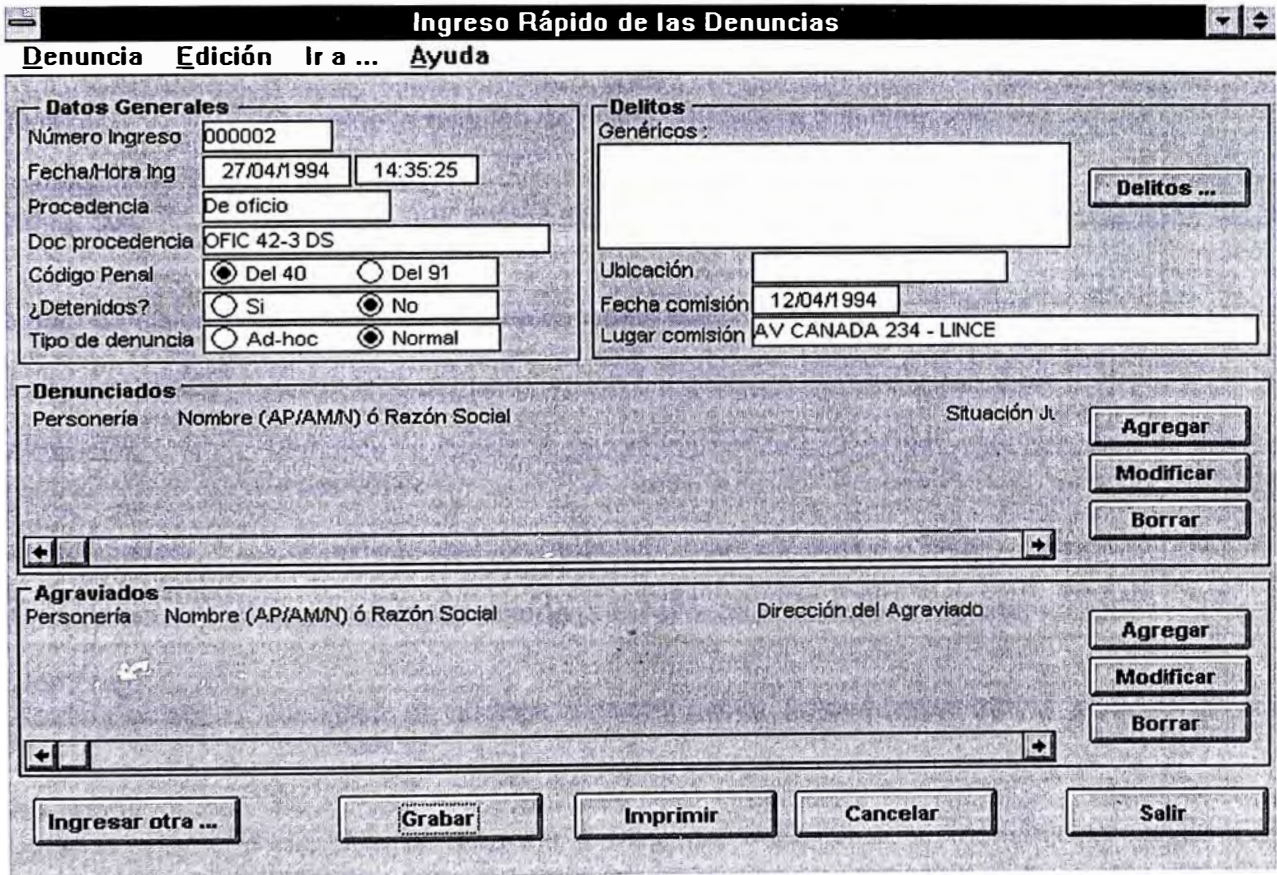 Ingreso Rápido de las Denuncias
Denuncia Edición Ir a ... Ayuda
Datos Generales
Número Ingreso 000002
Fecha/Hora Ing 27/04/1994 14:35:25
Procedencia De oficio
Doc procedencia OFIC 42-3 DS
Código Penal Del 40 Del 91
¿Detenidos? Si No
Tipo de denuncia Ad-hoc Normal
Delitos
Genéricos :
Delitos ...
Ubicación
Fecha comisión 12/04/1994
Lugar comisión AV CANADA 234 - LINCE
Denunciados
Personería Nombre (AP/AM/N) ó Razón Social Situación Ju
Agregar
Modificar
Borrar
Agraviados
Personería Nombre (AP/AM/N) ó Razón Social Dirección del Agraviado
Agregar
Modificar
Borrar
Ingresar otra ... Grabar Imprimir Cancelar Salir